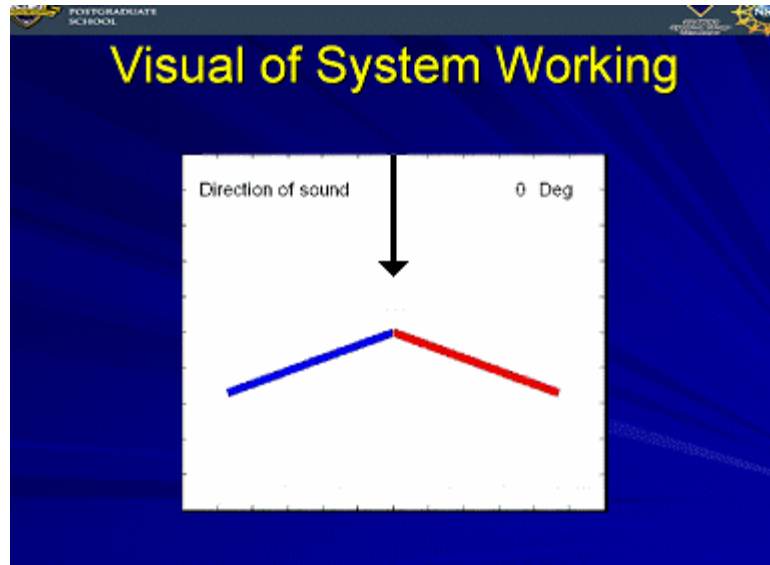 POSTGRADUATE
SCHOOL
Visual of System Working
Direction of sound 0 Deg